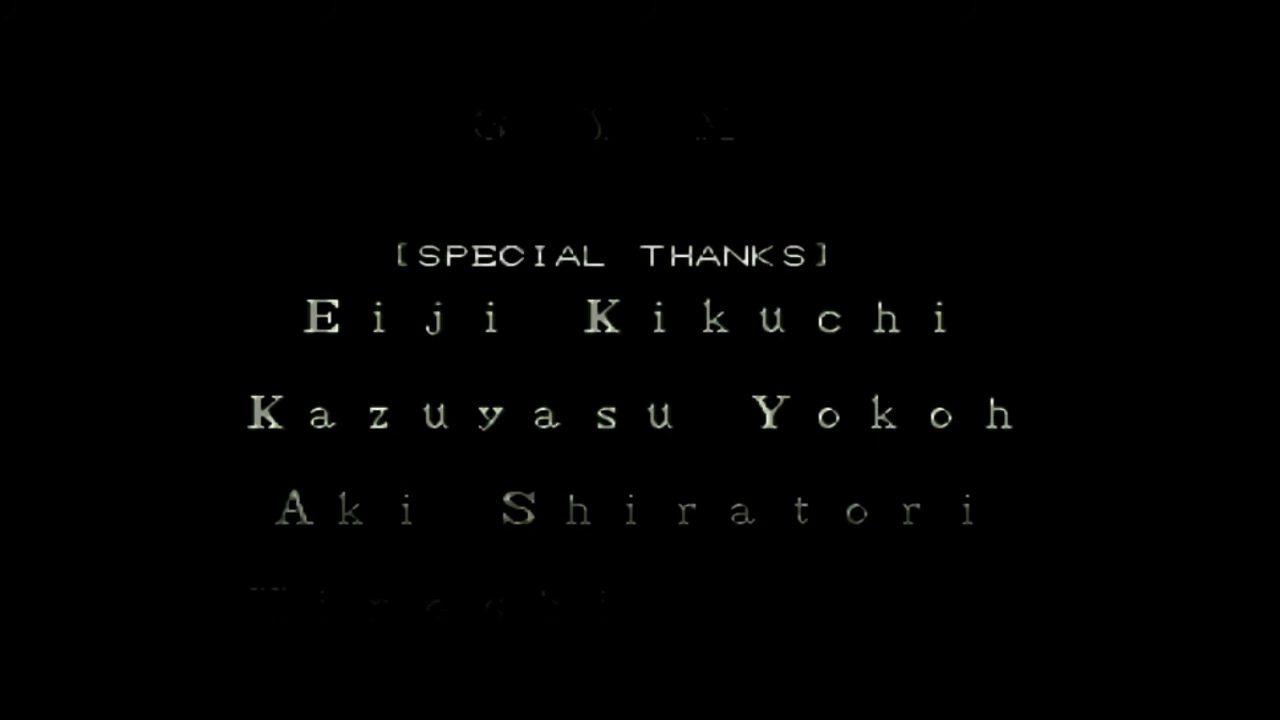 [SPECIAL THANKS]
Eiji Kikuchi
Kazuyasu Yokoh
Aki Shiratori